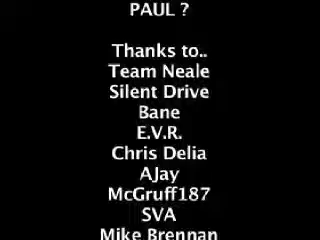 PAUL ?
Thanks to..
Team Neale
Silent Drive
Bane
E.V.R.
Chris Delia
AJay
McGruff187
SVA
Mike Brennan